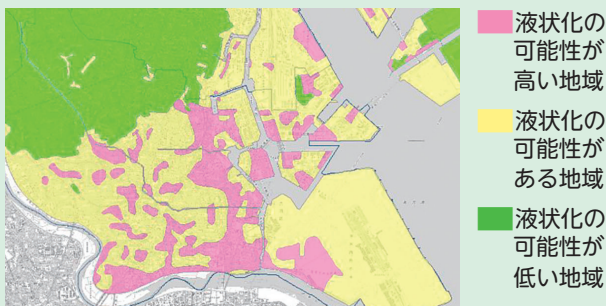 液状化の
可能性が
高い地域
液状化の
可能性が
ある地域
液状化の
可能性が
低い地域